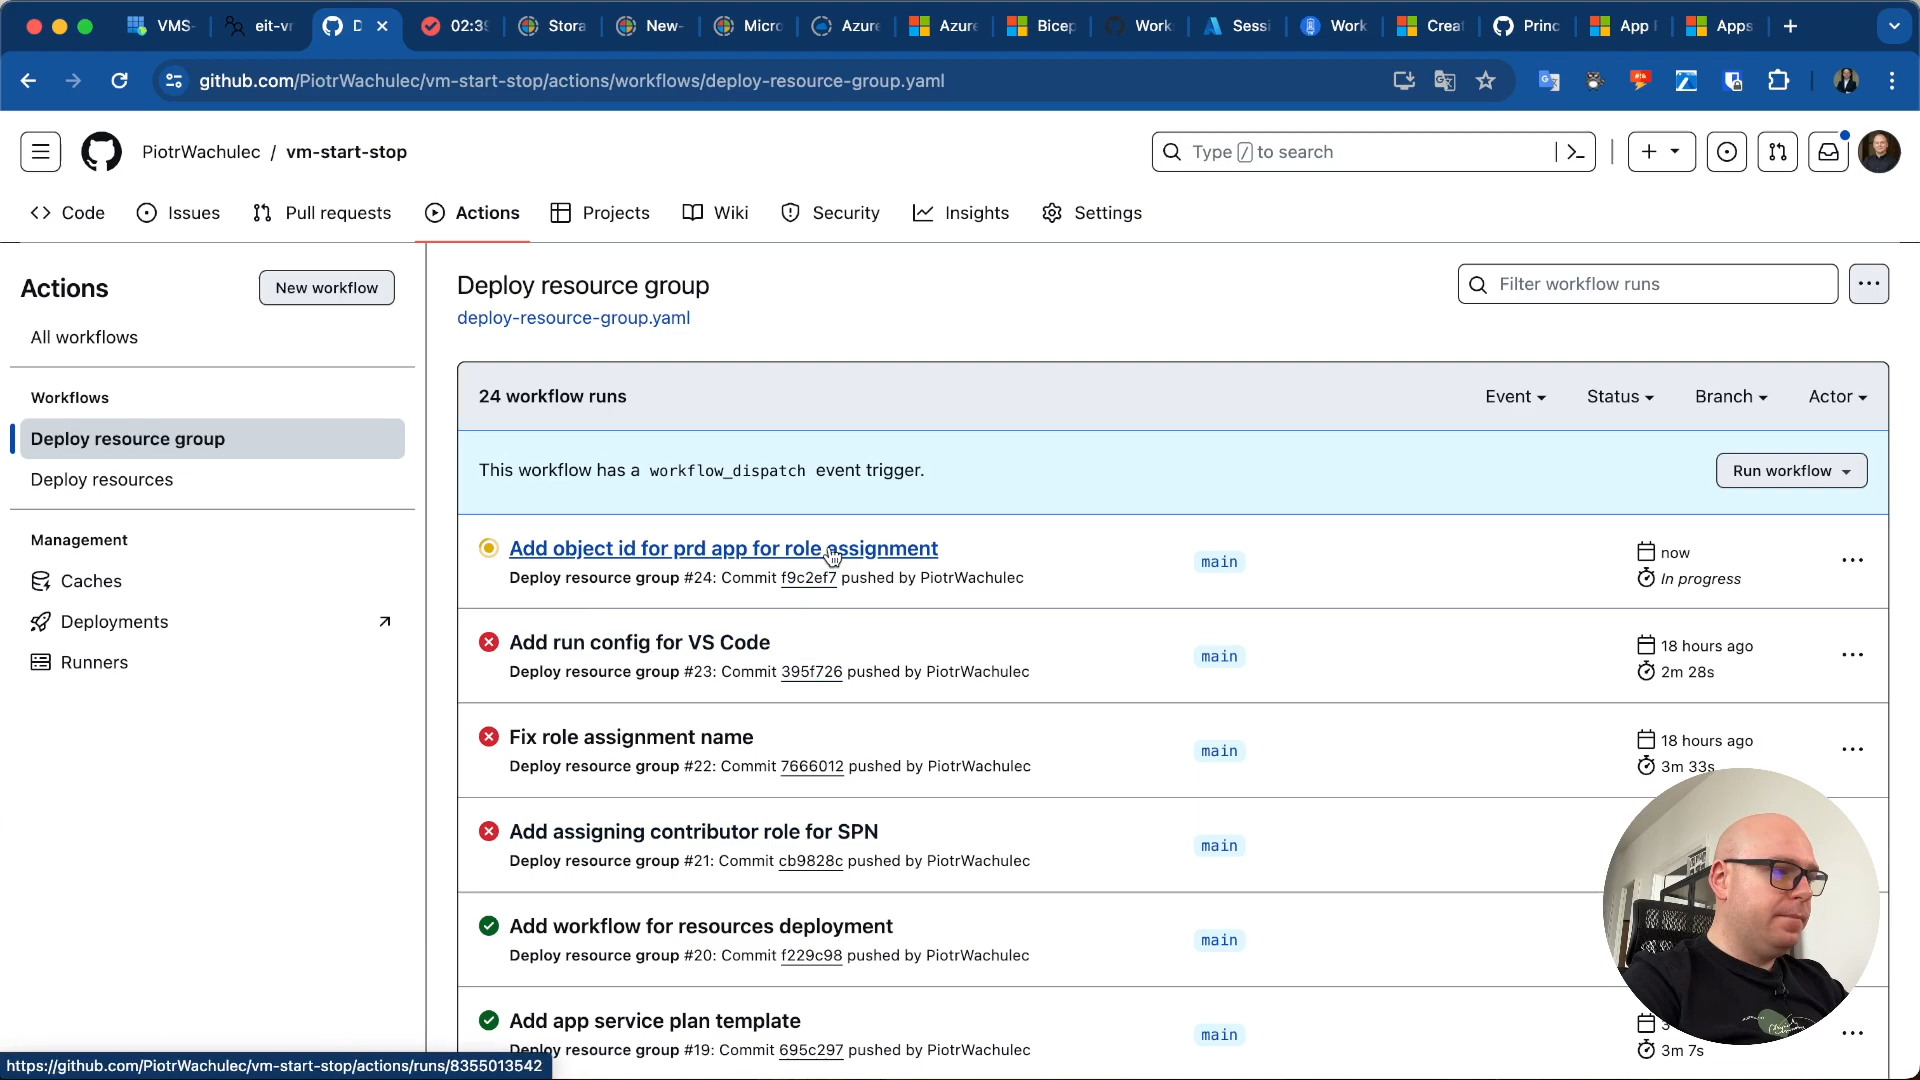 VMS-
eit-vr
D
02:39
Stora
New-
Micro
Azure
Azure
Bicep
Work
Sessi
Work
Creat
Princ
App
Apps
github.com/PiotrWachulec/vm-start-stop/actions/workflows/deploy-resource-group.yaml
PiotrWachulec / vm-start-stop
Type / to search
Code
Issues
Pull requests
Actions
Projects
Wiki
Security
Insights
Settings
Actions
New workflow
All workflows
Workflows
Deploy resource group
Deploy resources
Management
Caches
Deployments
Runners
Deploy resource group
deploy-resource-group.yaml
Filter workflow runs
24 workflow runs
Event
Status
Branch
Actor
This workflow has a workflow_dispatch event trigger.
Run workflow
Add object id for prd app for role assignment
Deploy resource group #24: Commit f9c2ef7 pushed by PiotrWachulec
main
now
In progress
Add run config for VS Code
Deploy resource group #23: Commit 395f726 pushed by PiotrWachulec
main
18 hours ago
2m 28s
Fix role assignment name
Deploy resource group #22: Commit 7666012 pushed by PiotrWachulec
main
18 hours ago
3m 33s
Add assigning contributor role for SPN
Deploy resource group #21: Commit cb9828c pushed by PiotrWachulec
main
Add workflow for resources deployment
Deploy resource group #20: Commit f229c98 pushed by PiotrWachulec
main
Add app service plan template
Deploy resource group #19: Commit 695c297 pushed by PiotrWachulec
main
3m 7s
https://github.com/PiotrWachulec/vm-start-stop/actions/runs/8355013542